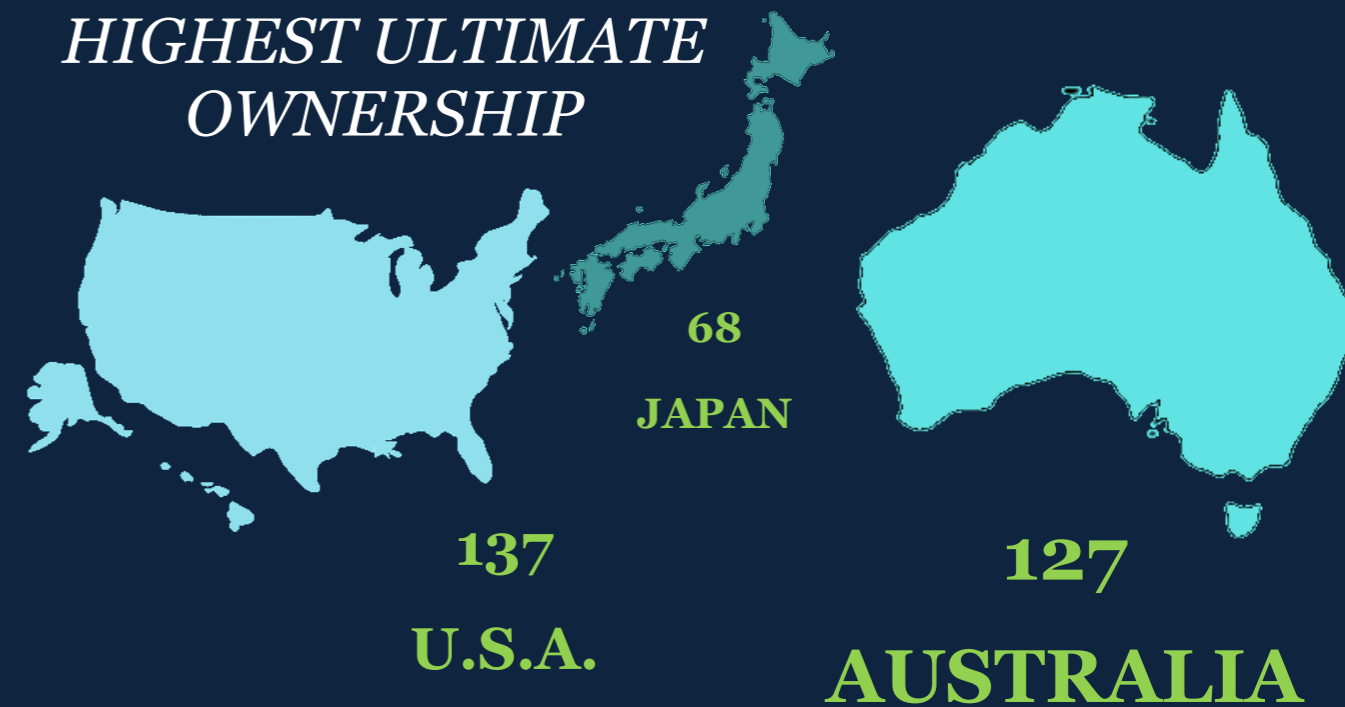 HIGHEST ULTIMATE
OWNERSHIP
68
JAPAN
137
U.S.A.
127
AUSTRALIA